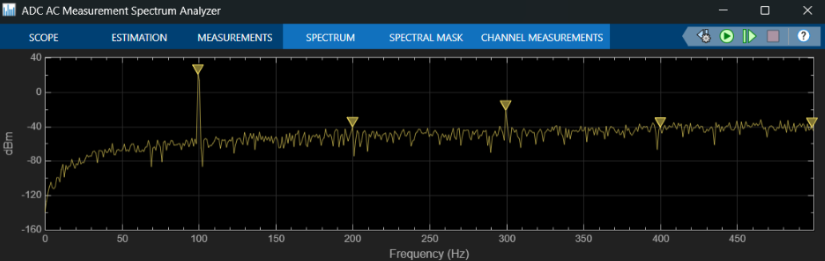 ADC AC Measurement Spectrum Analyzer
SCOPE ESTIMATION MEASUREMENTS SPECTRUM SPECTRAL MASK CHANNEL MEASUREMENTS ?
40
0
-40
-80
-120
-160
dBm
0 50 100 150 200 250 300 350 400 450
Frequency (Hz)